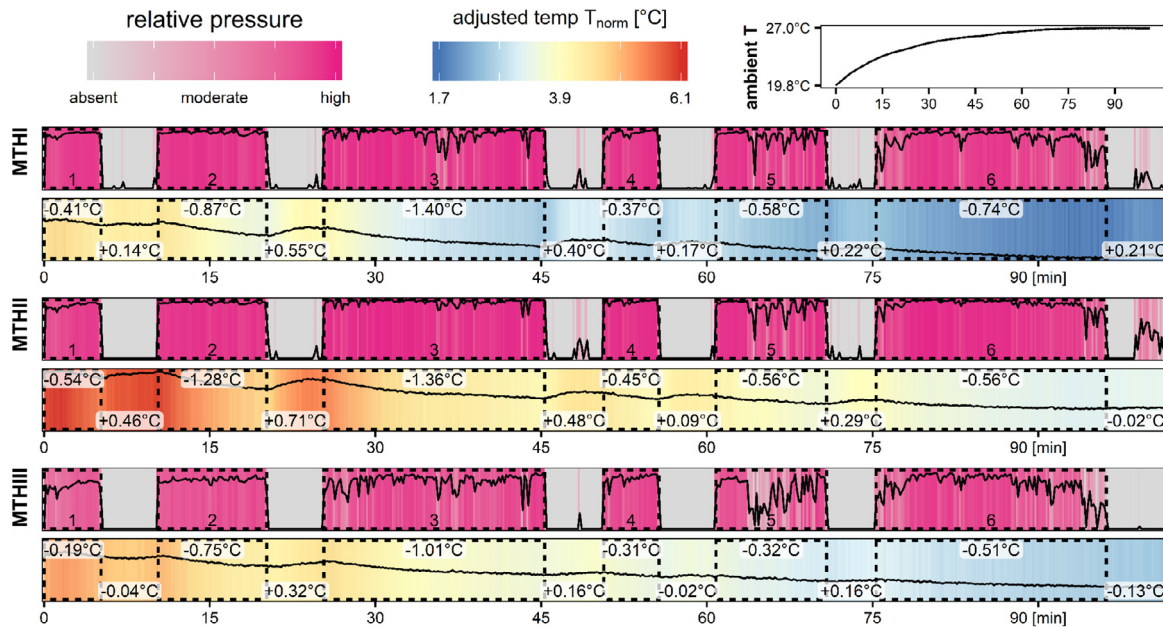 relative pressure
absent moderate high
adjusted temp Tnorm [°C]
1.7 3.9 6.1
ambient T
27.0°C
19.8°C
0 15 30 45 60 75 90
MTHI
1 2 3 4 5 6
-0.41°C -0.87°C -1.40°C -0.37°C -0.58°C -0.74°C
+0.14°C +0.55°C +0.40°C +0.17°C +0.22°C +0.21°C
0 15 30 45 60 75 90 [min]
MTHII
1 2 3 4 5 6
-0.54°C -1.28°C -1.36°C -0.45°C -0.56°C -0.56°C
+0.46°C +0.71°C +0.48°C +0.09°C +0.29°C -0.02°C
0 15 30 45 60 75 90 [min]
MTHIII
1 2 3 4 5 6
-0.19°C -0.75°C -1.01°C -0.31°C -0.32°C -0.51°C
-0.04°C +0.32°C +0.16°C -0.02°C +0.16°C -0.13°C
0 15 30 45 60 75 90 [min]